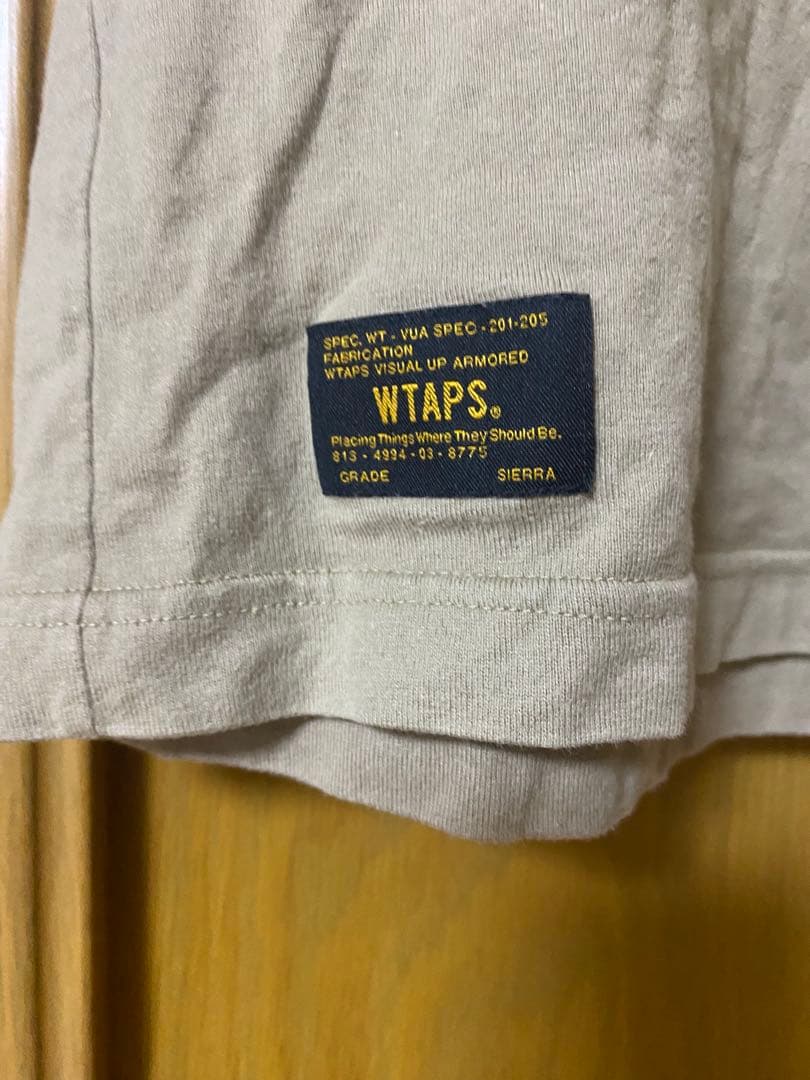 SPEC. WT - VUA SPEC - 201-205
FABRICATION
WTAPS VISUAL UP ARMORED
WTAPS.®
Placing Things Where They Should Be.
813 - 4994 - 03 - 8775
GRADE SIERRA